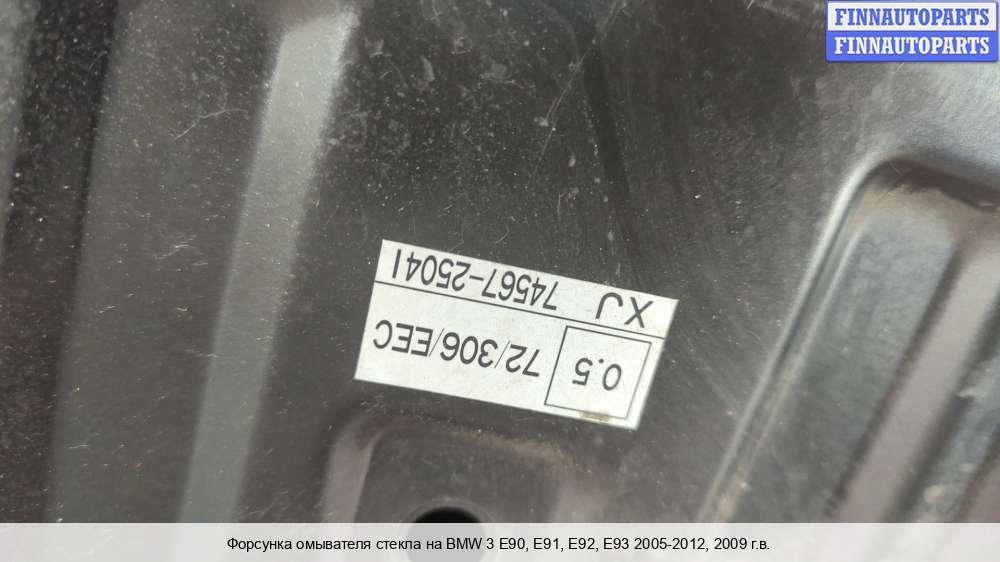 FINNAUTOPARTS
FINNAUTOPARTS
0.5 72/306/EEC
XJ 74567-25041
Форсунка омывателя стекла на BMW 3 E90, E91, E92, E93 2005-2012, 2009 г.в.